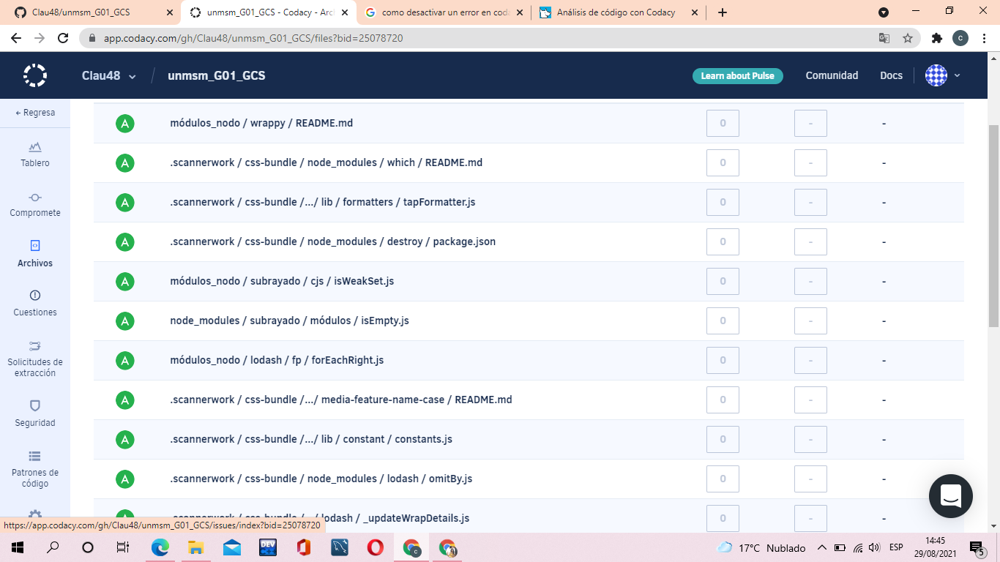 Clau48/unmsm_G01_GCS
unmsm_G01_GCS - Codacy - Arc
como desactivar un error en coda
Análisis de código con Codacy
app.codacy.com/gh/Clau48/unmsm_G01_GCS/files?bid=25078720
c
Clau48 / unmsm_G01_GCS
Learn about Pulse
Comunidad
Docs
← Regresa
Tablero
Compromete
Archivos
Cuestiones
Solicitudes de
extracción
Seguridad
Patrones de
código
A módulos_nodo / wrappy / README.md 0 - -
A .scannerwork / css-bundle / node_modules / which / README.md 0 - -
A .scannerwork / css-bundle /.../ lib / formatters / tapFormatter.js 0 - -
A .scannerwork / css-bundle / node_modules / destroy / package.json 0 - -
A módulos_nodo / subrayado / cjs / isWeakSet.js 0 - -
A node_modules / subrayado / módulos / isEmpty.js 0 - -
A módulos_nodo / lodash / fp / forEachRight.js 0 - -
A .scannerwork / css-bundle /.../ media-feature-name-case / README.md 0 - -
A .scannerwork / css-bundle /.../ lib / constant / constants.js 0 - -
A .scannerwork / css-bundle / node_modules / lodash / omitBy.js 0 - -
lodash / _updateWrapDetails.js 0 - -
https://app.codacy.com/gh/Clau48/unmsm_G01_GCS/issues/index?bid=25078720
DEV
c
17°C Nublado
ESP
14:45
29/08/2021
5